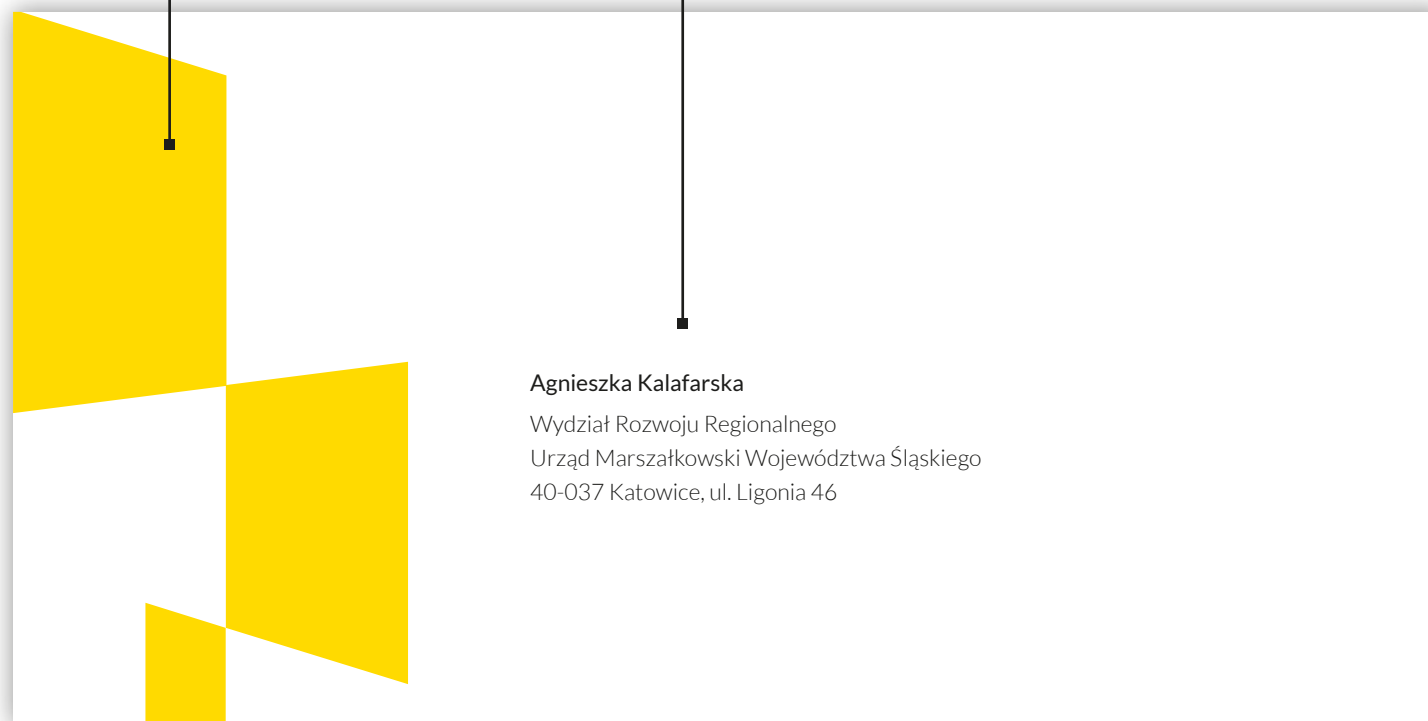 Agnieszka Kalafarska
Wydział Rozwoju Regionalnego
Urząd Marszałkowski Województwa Śląskiego
40-037 Katowice, ul. Ligonia 46